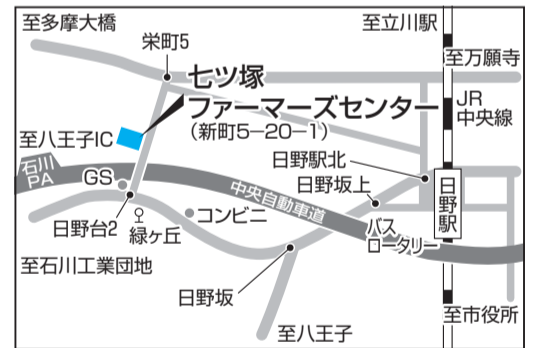 至多摩大橋
至立川駅
栄町5
至万願寺
七ツ塚
ファーマーズセンター
(新町5−20−1)
JR
中央線
至八王子IC
石川
PA
GS
日野駅北
日野坂上
日野駅
中央自動車道
コンビニ
バス
ロータリー
日野台2
緑ヶ丘
至石川工業団地
日野坂
至八王子
至市役所